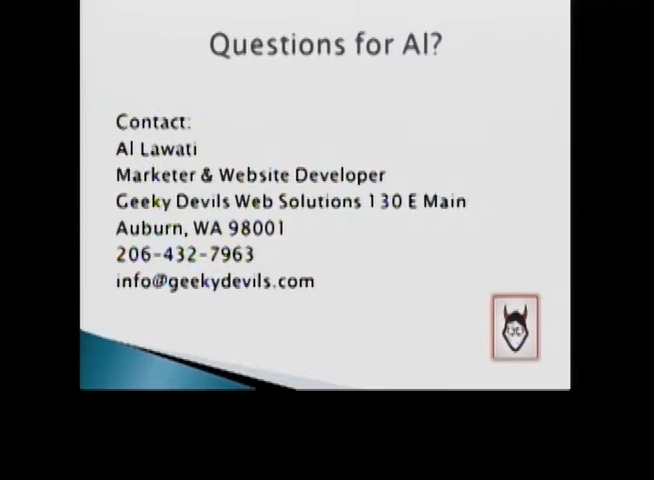 Questions for Al?
Contact:
Al Lawati
Marketer & Website Developer
Geeky Devils Web Solutions 130 E Main
Auburn, WA 98001
206-432-7963
info@geekydevils.com